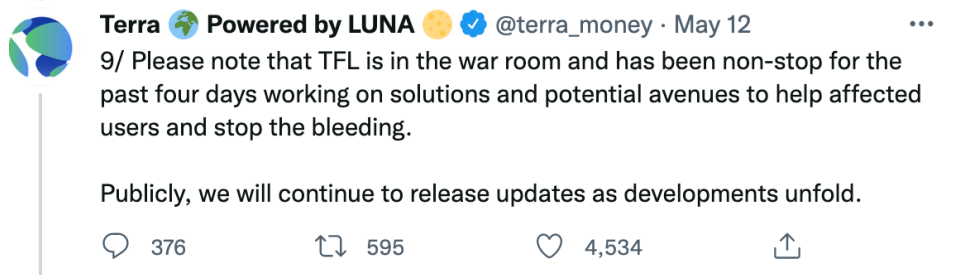 Terra 🌍 Powered by LUNA 🌕 @terra_money · May 12
9/ Please note that TFL is in the war room and has been non-stop for the
past four days working on solutions and potential avenues to help affected
users and stop the bleeding.
Publicly, we will continue to release updates as developments unfold.
376 595 4,534